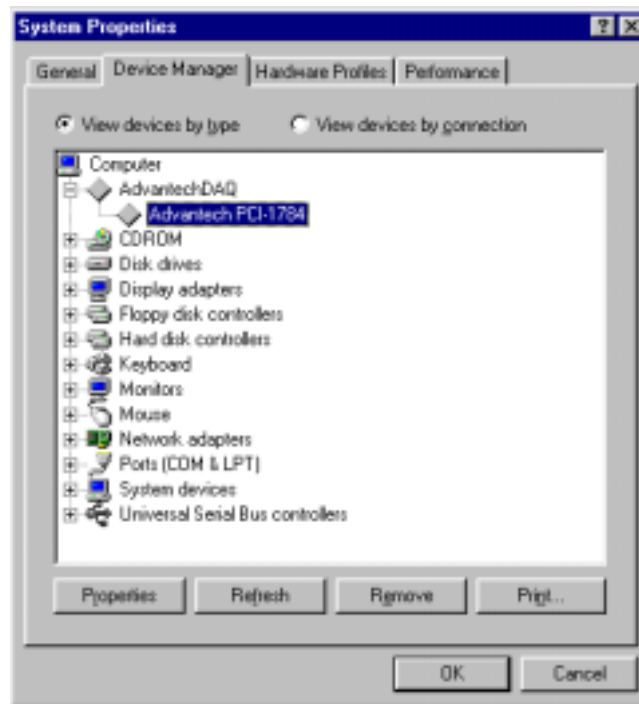 System Properties
General Device Manager Hardware Profiles Performance
View devices by type View devices by connection
Computer
AdvantechDAQ
Advantech PCI-1784
CDROM
Disk drives
Display adapters
Floppy disk controllers
Hard disk controllers
Keyboard
Monitors
Mouse
Network adapters
Ports (COM & LPT)
System devices
Universal Serial Bus controllers
Properties Refresh Remove Print...
OK Cancel